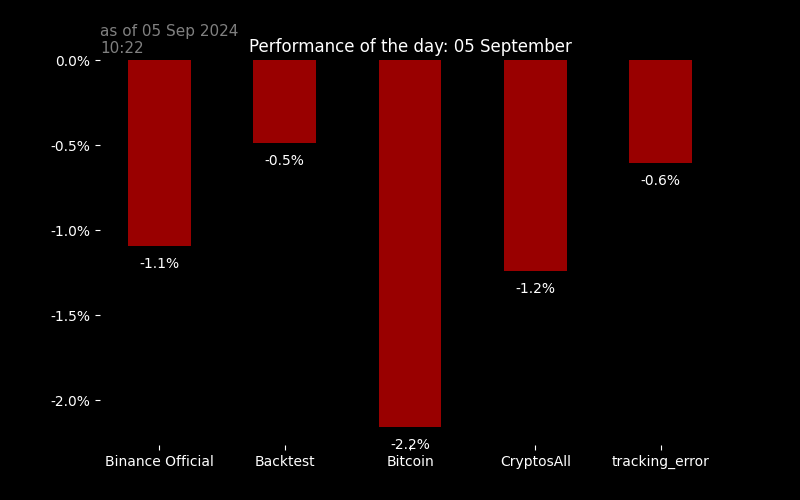 as of 05 Sep 2024
10:22
Performance of the day: 05 September
0.0%
-0.5%
-1.0%
-1.5%
-2.0%
-1.1%
-0.5%
-2.2%
-1.2%
-0.6%
Binance Official
Backtest
Bitcoin
CryptosAll
tracking_error